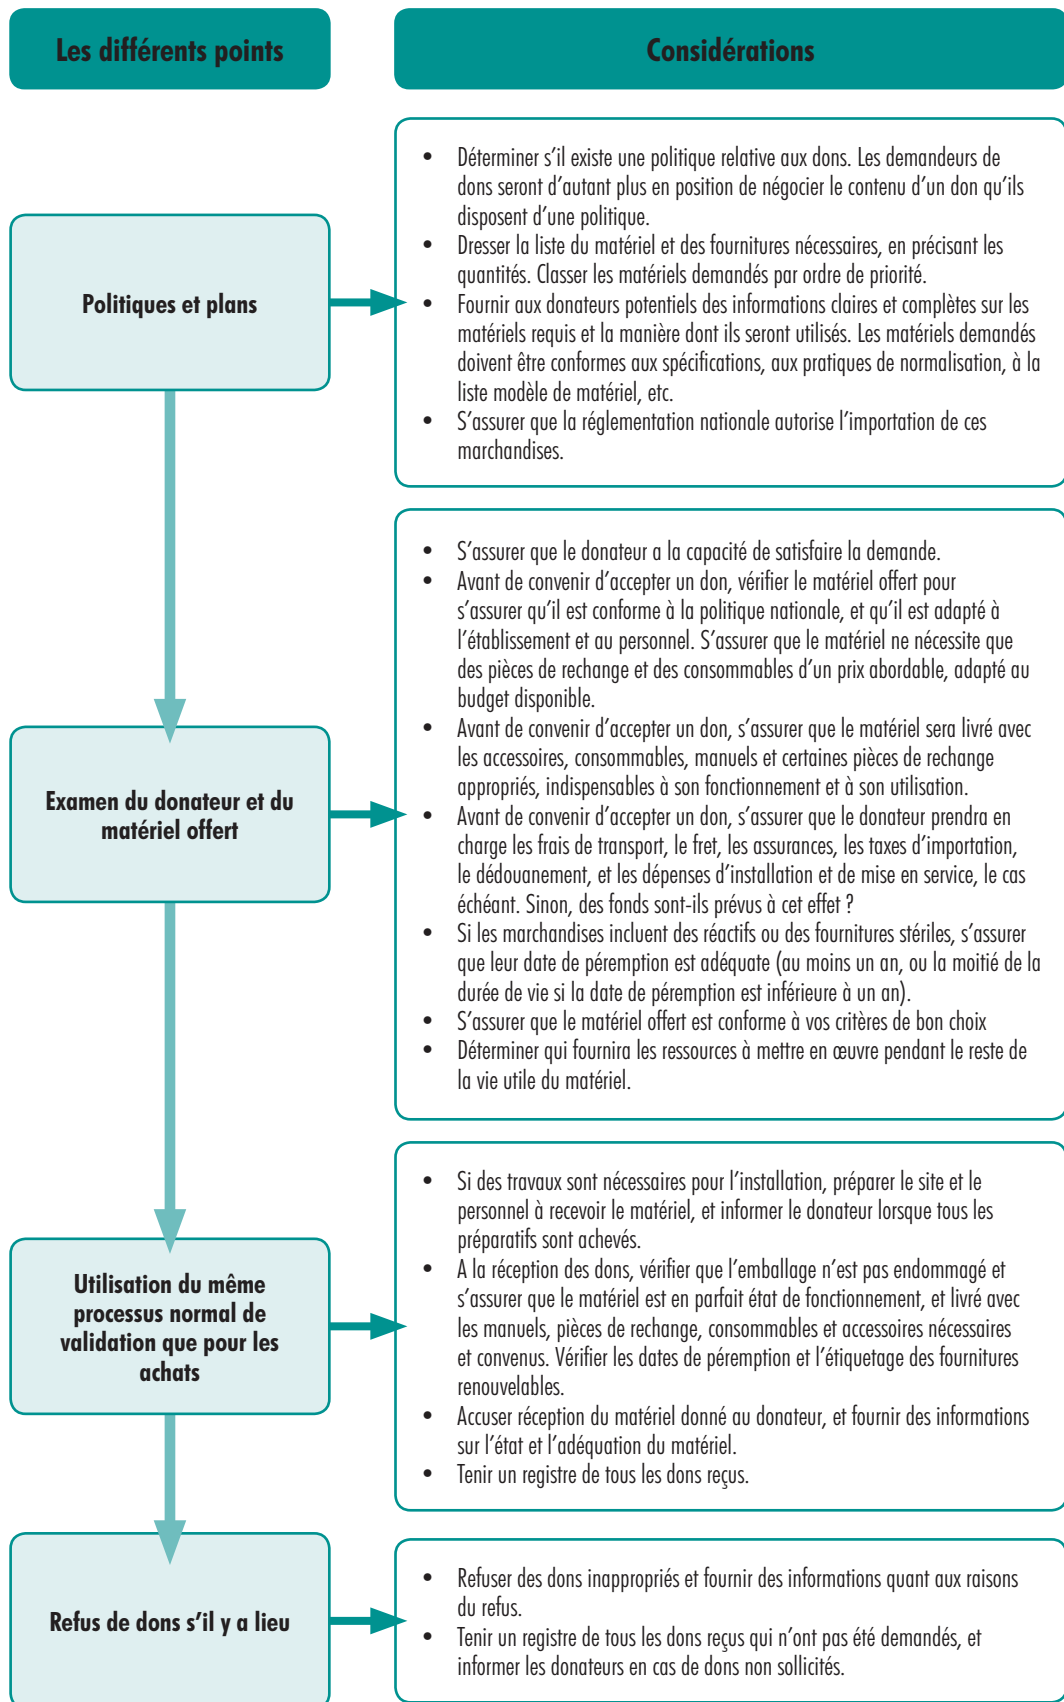 Les différents points
Considérations
Politiques et plans
• Déterminer s’il existe une politique relative aux dons. Les demandeurs de
dons seront d’autant plus en position de négocier le contenu d’un don qu’ils
disposent d’une politique.
• Dresser la liste du matériel et des fournitures nécessaires, en précisant les
quantités. Classer les matériels demandés par ordre de priorité.
• Fournir aux donateurs potentiels des informations claires et complètes sur les
matériels requis et la manière dont ils seront utilisés. Les matériels demandés
doivent être conformes aux spécifications, aux pratiques de normalisation, à la
liste modèle de matériel, etc.
• S’assurer que la réglementation nationale autorise l’importation de ces
marchandises.
Examen du donateur et du
matériel offert
• S’assurer que le donateur a la capacité de satisfaire la demande.
• Avant de convenir d’accepter un don, vérifier le matériel offert pour
s’assurer qu’il est conforme à la politique nationale, et qu’il est adapté à
l’établissement et au personnel. S’assurer que le matériel ne nécessite que
des pièces de rechange et des consommables d’un prix abordable, adapté au
budget disponible.
• Avant de convenir d’accepter un don, s’assurer que le matériel sera livré avec
les accessoires, consommables, manuels et certaines pièces de rechange
appropriés, indispensables à son fonctionnement et à son utilisation.
• Avant de convenir d’accepter un don, s’assurer que le donateur prendra en
charge les frais de transport, le fret, les assurances, les taxes d’importation,
le dédouanement, et les dépenses d’installation et de mise en service, le cas
échéant. Sinon, des fonds sont-ils prévus à cet effet ?
• Si les marchandises incluent des réactifs ou des fournitures stériles, s’assurer
que leur date de péremption est adéquate (au moins un an, ou la moitié de la
durée de vie si la date de péremption est inférieure à un an).
• S’assurer que le matériel offert est conforme à vos critères de bon choix
• Déterminer qui fournira les ressources à mettre en œuvre pendant le reste de
la vie utile du matériel.
Utilisation du même
processus normal de
validation que pour les
achats
• Si des travaux sont nécessaires pour l’installation, préparer le site et le
personnel à recevoir le matériel, et informer le donateur lorsque tous les
préparatifs sont achevés.
• A la réception des dons, vérifier que l’emballage n’est pas endommagé et
s’assurer que le matériel est en parfait état de fonctionnement, et livré avec
les manuels, pièces de rechange, consommables et accessoires nécessaires
et convenus. Vérifier les dates de péremption et l’étiquetage des fournitures
renouvelables.
• Accuser réception du matériel donné au donateur, et fournir des informations
sur l’état et l’adéquation du matériel.
• Tenir un registre de tous les dons reçus.
Refus de dons s’il y a lieu
• Refuser des dons inappropriés et fournir des informations quant aux raisons
du refus.
• Tenir un registre de tous les dons reçus qui n’ont pas été demandés, et
informer les donateurs en cas de dons non sollicités.